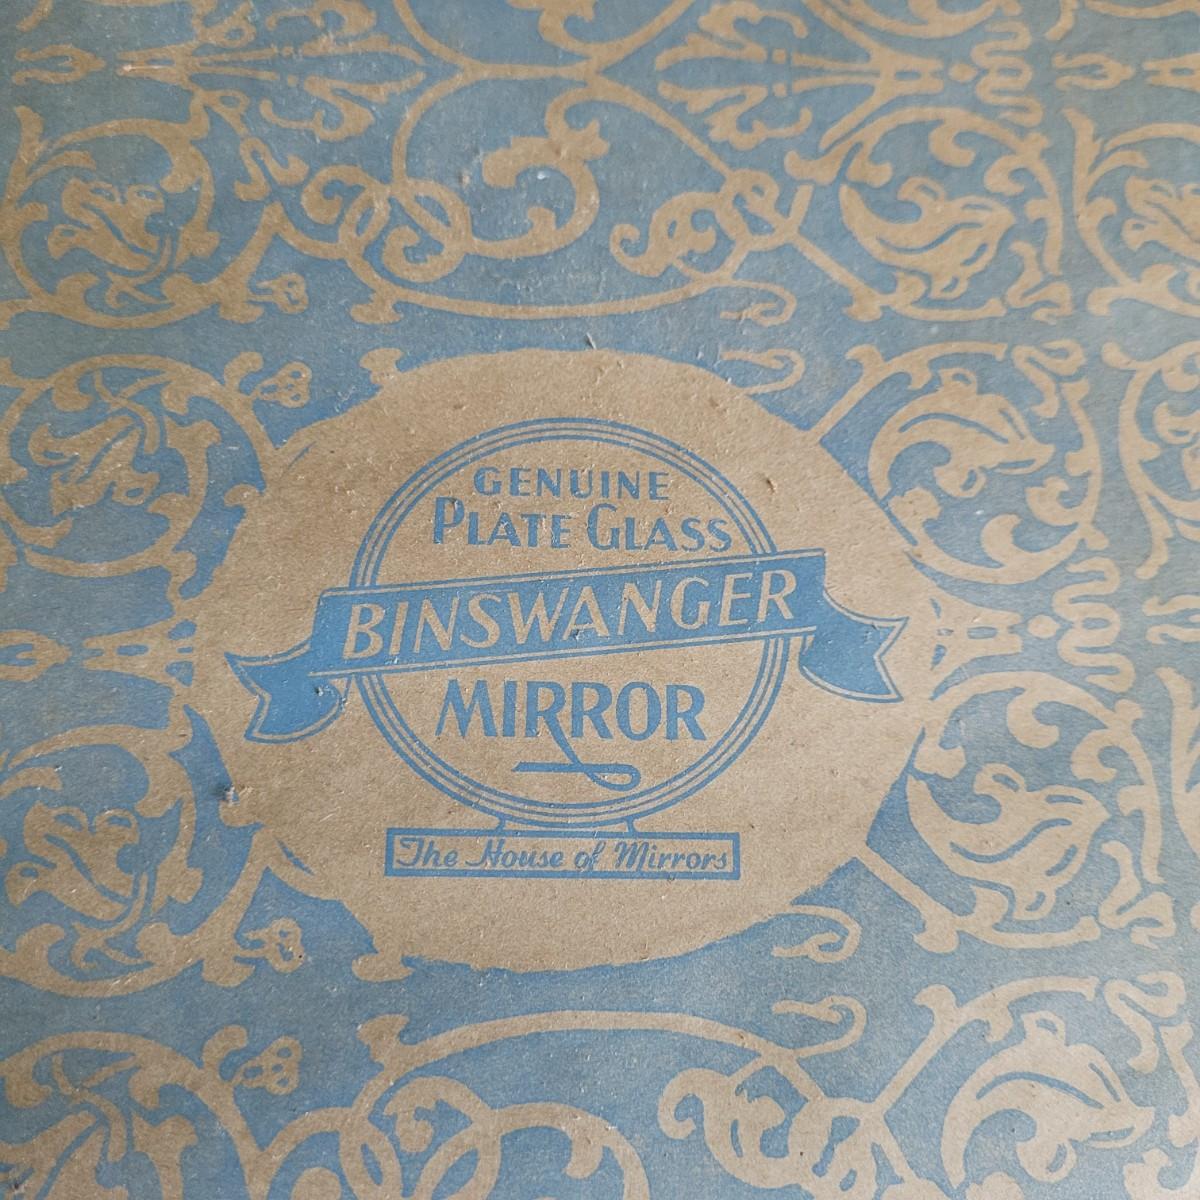 GENUINE
PLATE GLASS
BINSWANGER
MIRROR
The House of Mirrors